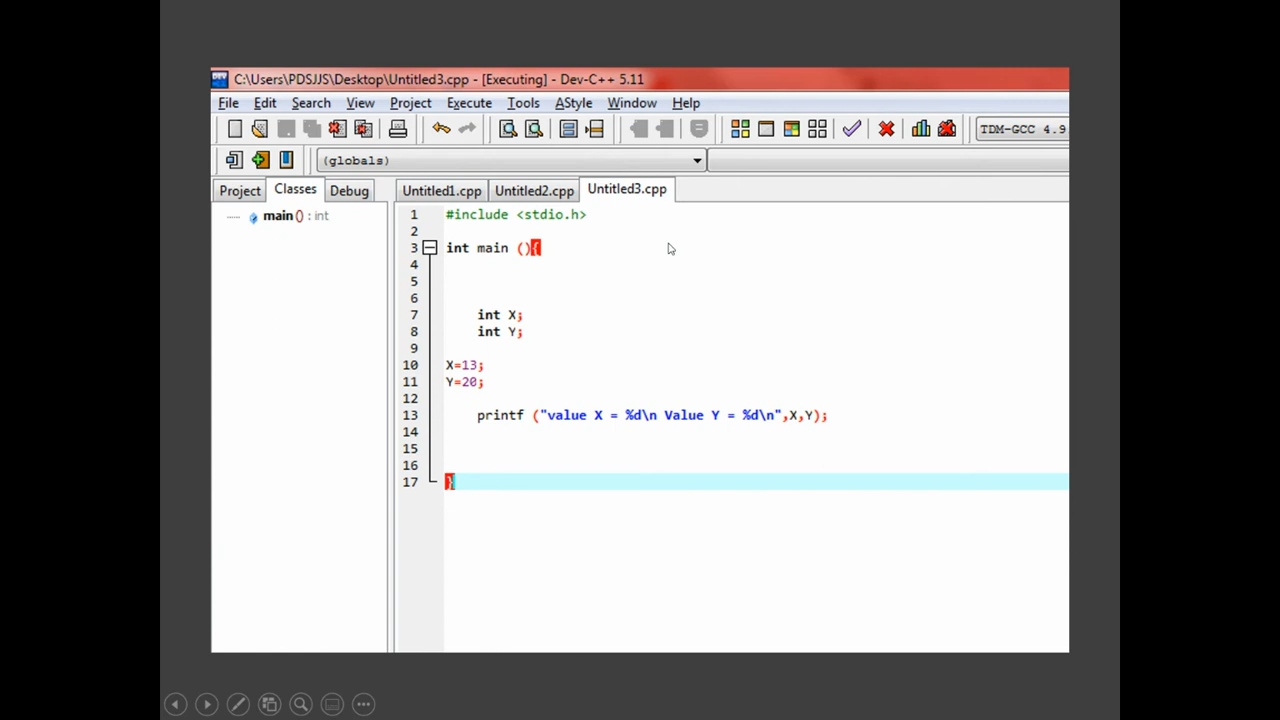 DEV C:\Users\PDSJJS\Desktop\Untitled3.cpp - [Executing] - Dev-C++ 5.11
File Edit Search View Project Execute Tools AStyle Window Help
TDM-GCC 4.9
(globals)
Project Classes Debug Untitled1.cpp Untitled2.cpp Untitled3.cpp
main() : int
1 #include <stdio.h>
2
3 int main (){
4
5
6
7 int X;
8 int Y;
9
10 X=13;
11 Y=20;
12
13 printf ("value X = %d\n Value Y = %d\n",X,Y);
14
15
16
17 }